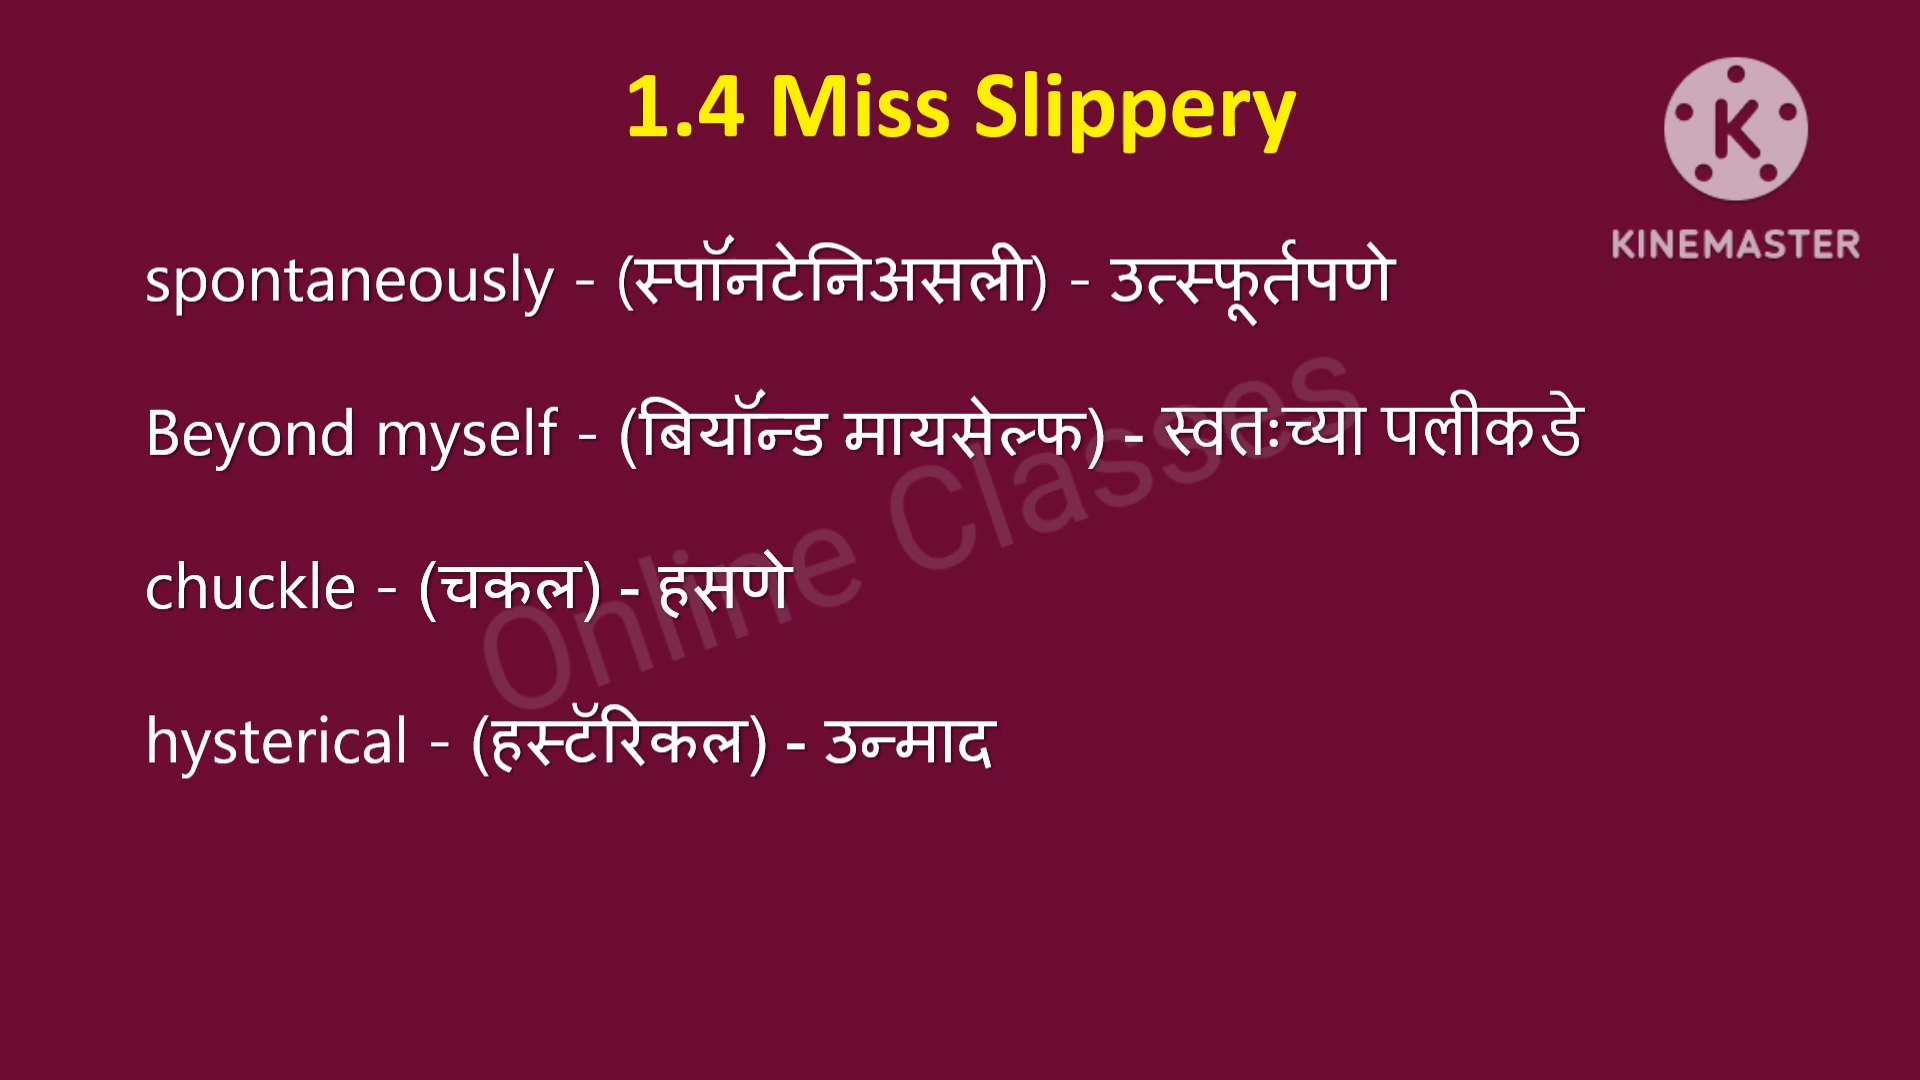 1.4 Miss Slippery
K
KINEMASTER
spontaneously - (स्पॉनटेनिअसली) - उत्स्फूर्तपणे
Beyond myself - (बियॉन्ड मायसेल्फ) - स्वतःच्या पलीकडे
chuckle - (चकल) - हसणे
hysterical - (हस्टॅरिकल) - उन्माद
Online Classes